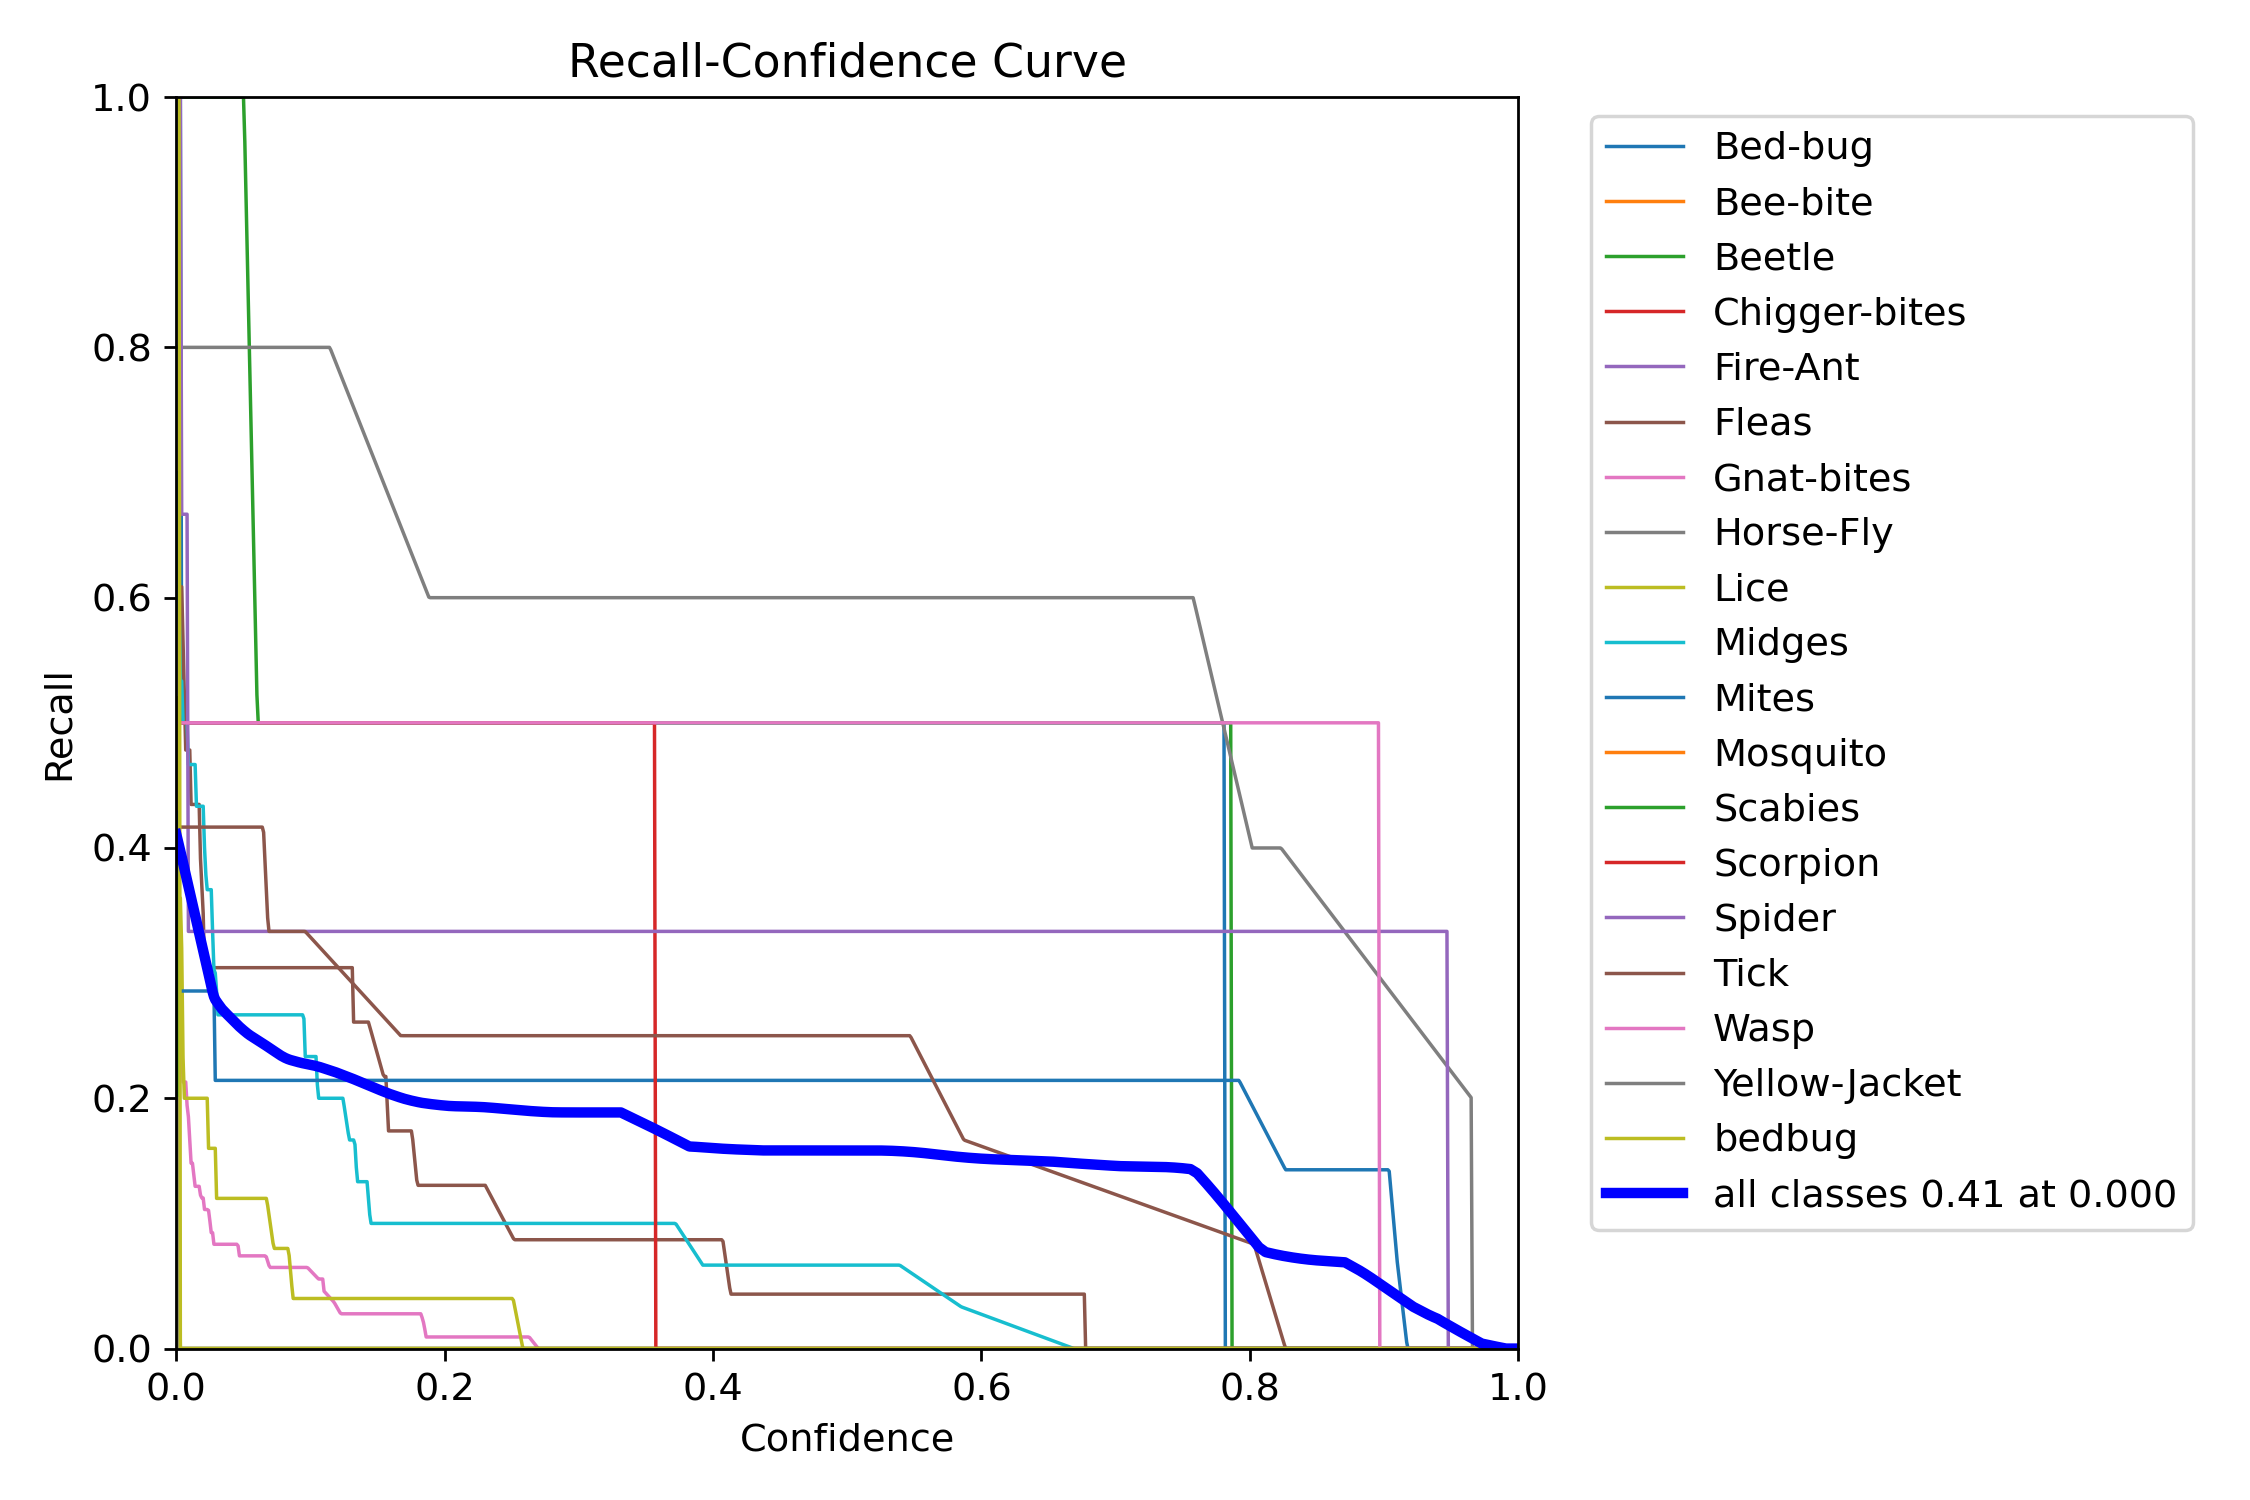 Recall-Confidence Curve
1.0
0.8
0.6
0.4
0.2
0.0
Recall
0.0 0.2 0.4 0.6 0.8 1.0
Confidence
Bed-bug
Bee-bite
Beetle
Chigger-bites
Fire-Ant
Fleas
Gnat-bites
Horse-Fly
Lice
Midges
Mites
Mosquito
Scabies
Scorpion
Spider
Tick
Wasp
Yellow-Jacket
bedbug
all classes 0.41 at 0.000